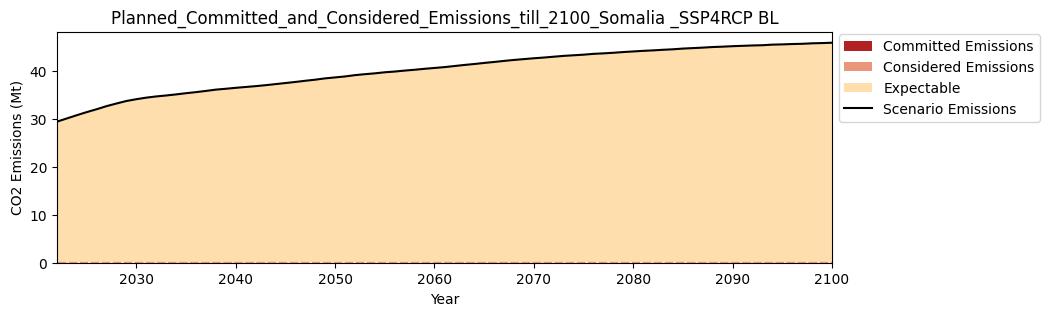 Planned_Committed_and_Considered_Emissions_till_2100_Somalia _SSP4RCP BL
CO2 Emissions (Mt)
40
30
20
10
0
2030 2040 2050 2060 2070 2080 2090 2100
Year
Committed Emissions
Considered Emissions
Expectable
Scenario Emissions